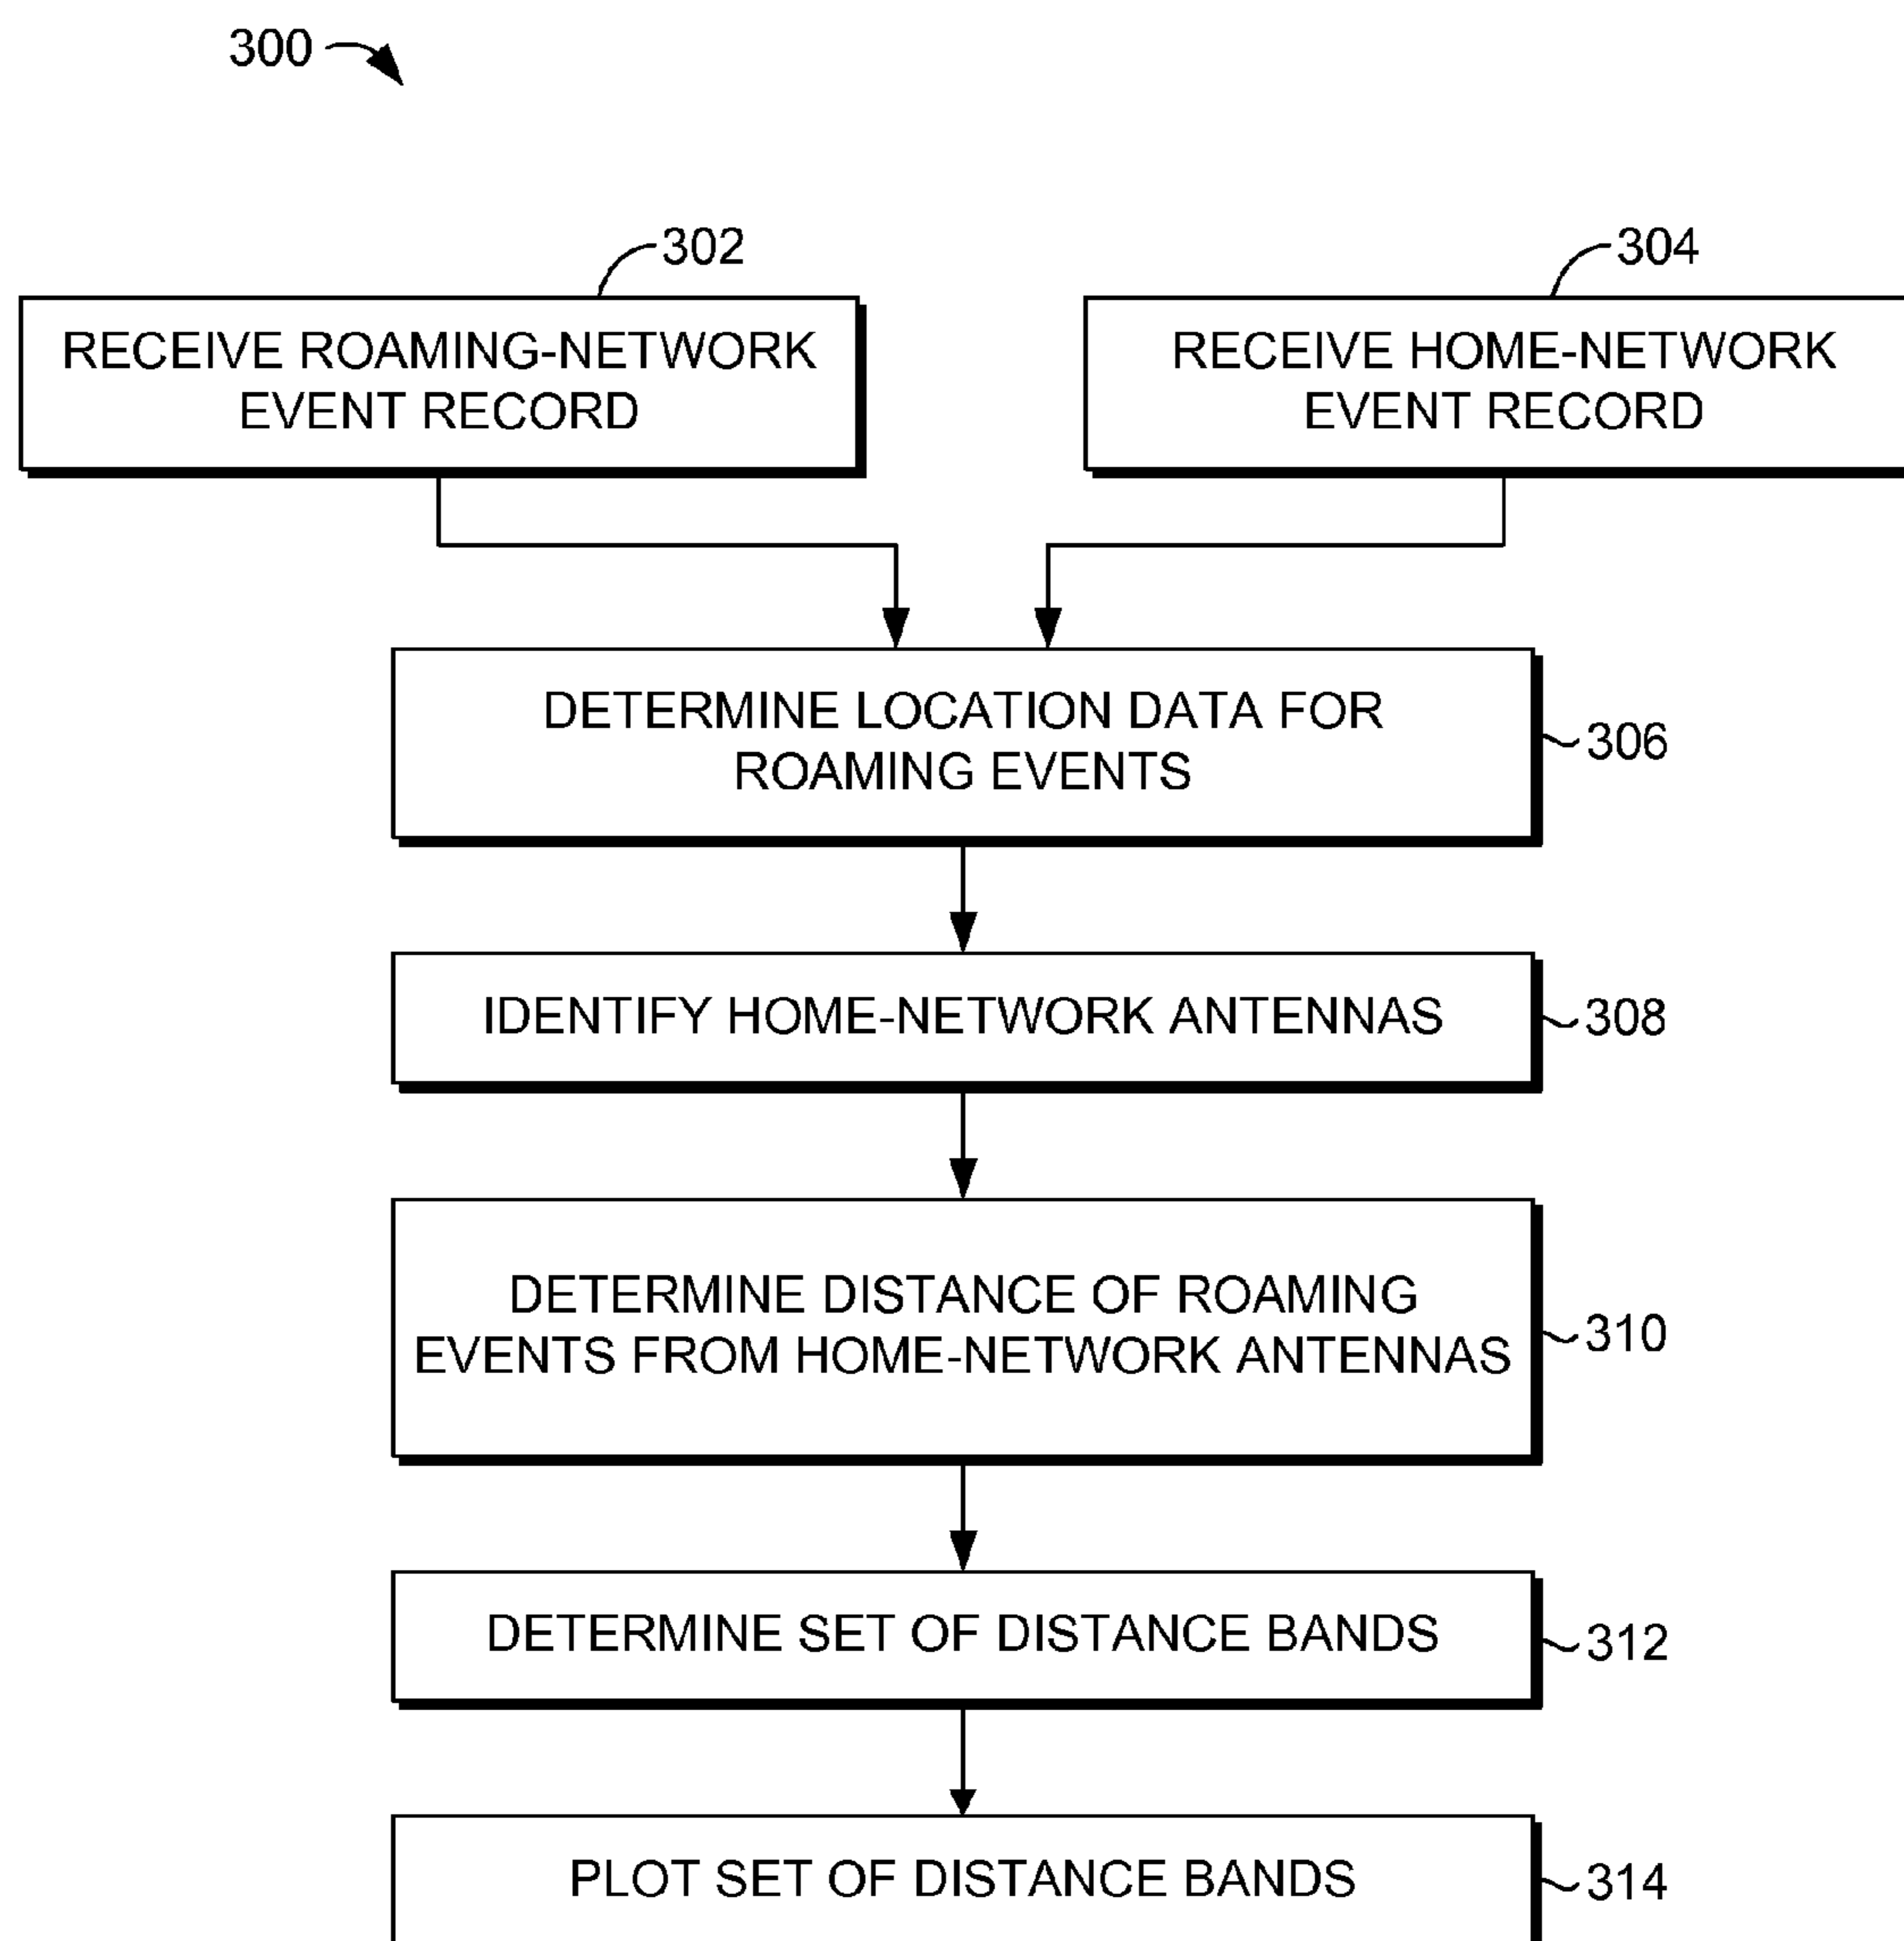 300
302
304
RECEIVE ROAMING-NETWORK
EVENT RECORD
RECEIVE HOME-NETWORK
EVENT RECORD
DETERMINE LOCATION DATA FOR
ROAMING EVENTS
306
IDENTIFY HOME-NETWORK ANTENNAS
308
DETERMINE DISTANCE OF ROAMING
EVENTS FROM HOME-NETWORK ANTENNAS
310
DETERMINE SET OF DISTANCE BANDS
312
PLOT SET OF DISTANCE BANDS
314